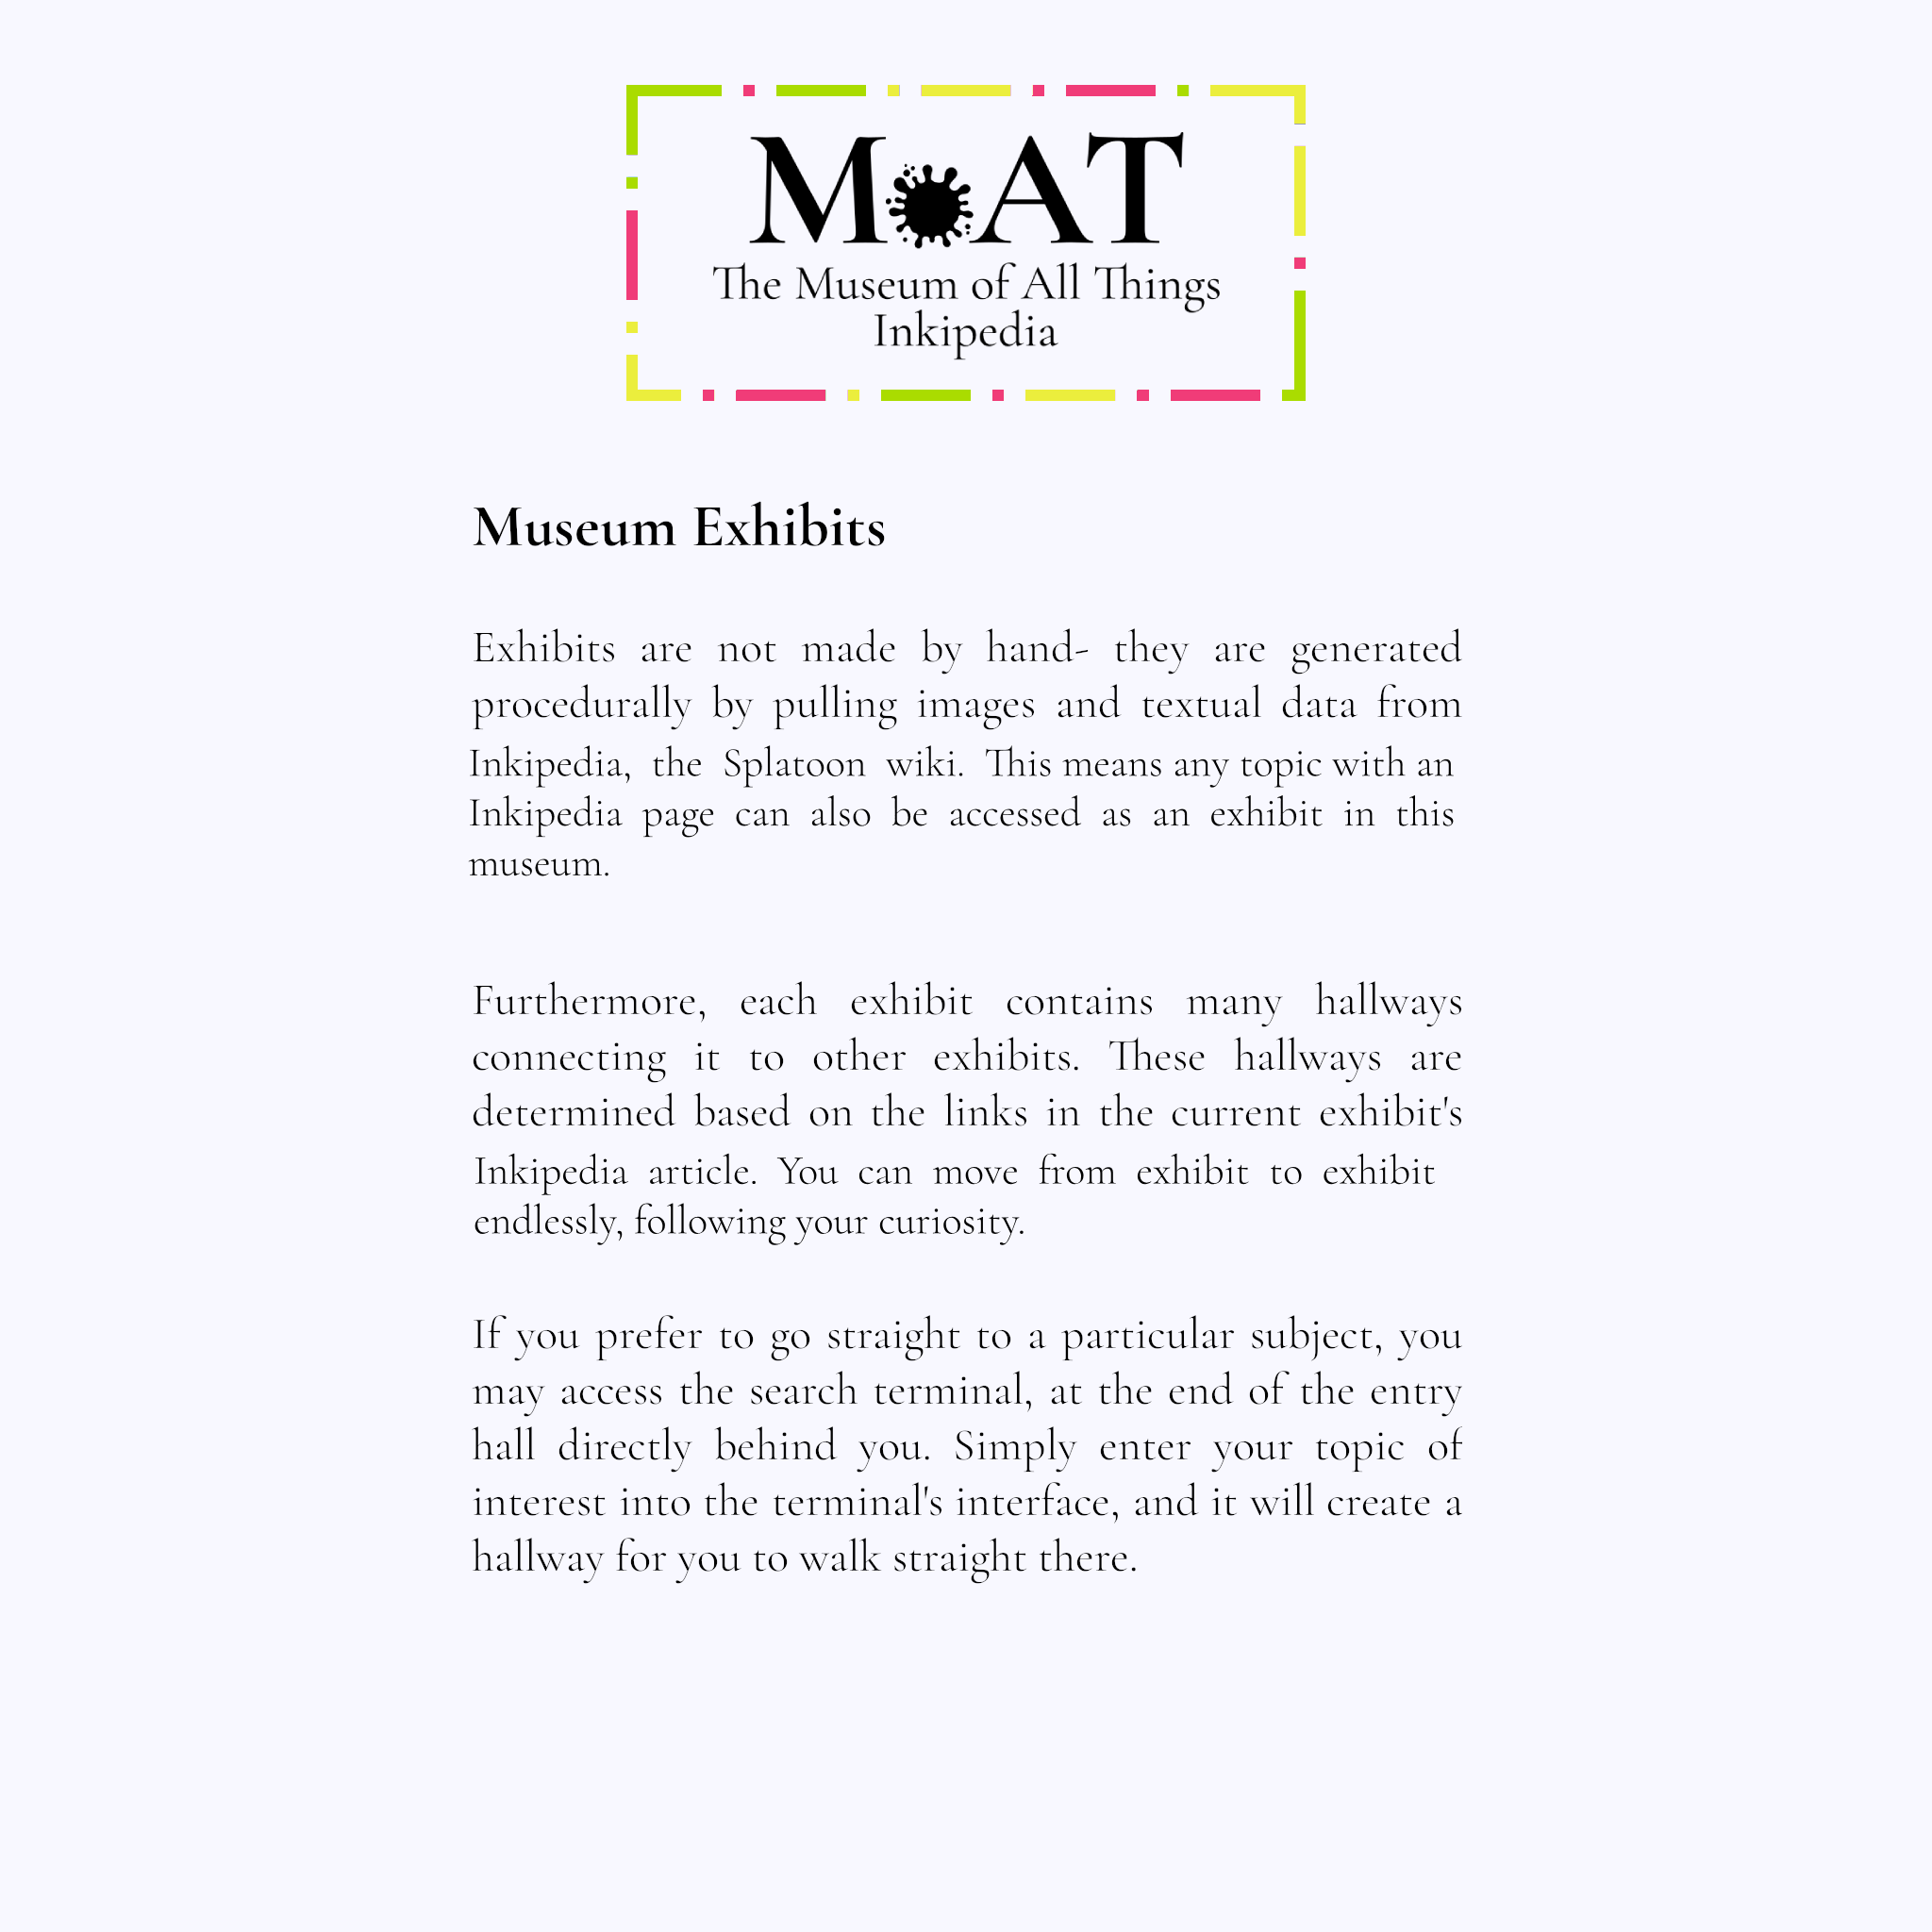 MoAT
The Museum of All Things
Inkipedia
Museum Exhibits
Exhibits are not made by hand- they are generated
procedurally by pulling images and textual data from
Inkipedia, the Splatoon wiki. This means any topic with an
Inkipedia page can also be accessed as an exhibit in this
museum.
Furthermore, each exhibit contains many hallways
connecting it to other exhibits. These hallways are
determined based on the links in the current exhibit's
Inkipedia article. You can move from exhibit to exhibit
endlessly, following your curiosity.
If you prefer to go straight to a particular subject, you
may access the search terminal, at the end of the entry
hall directly behind you. Simply enter your topic of
interest into the terminal's interface, and it will create a
hallway for you to walk straight there.